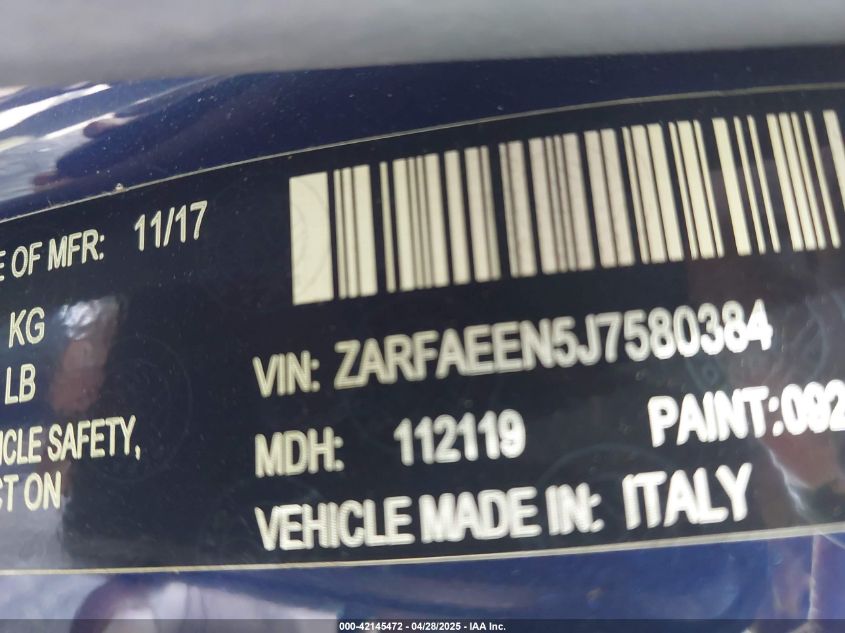 E OF MFR: 11/17
KG
LB
VIN: ZARFAEEN5J7580384
MDH: 112119
PAINT:092
ICLE SAFETY,
CT ON
VEHICLE MADE IN: ITALY
000-42145472 | 04/28/2025 - IAA Inc.